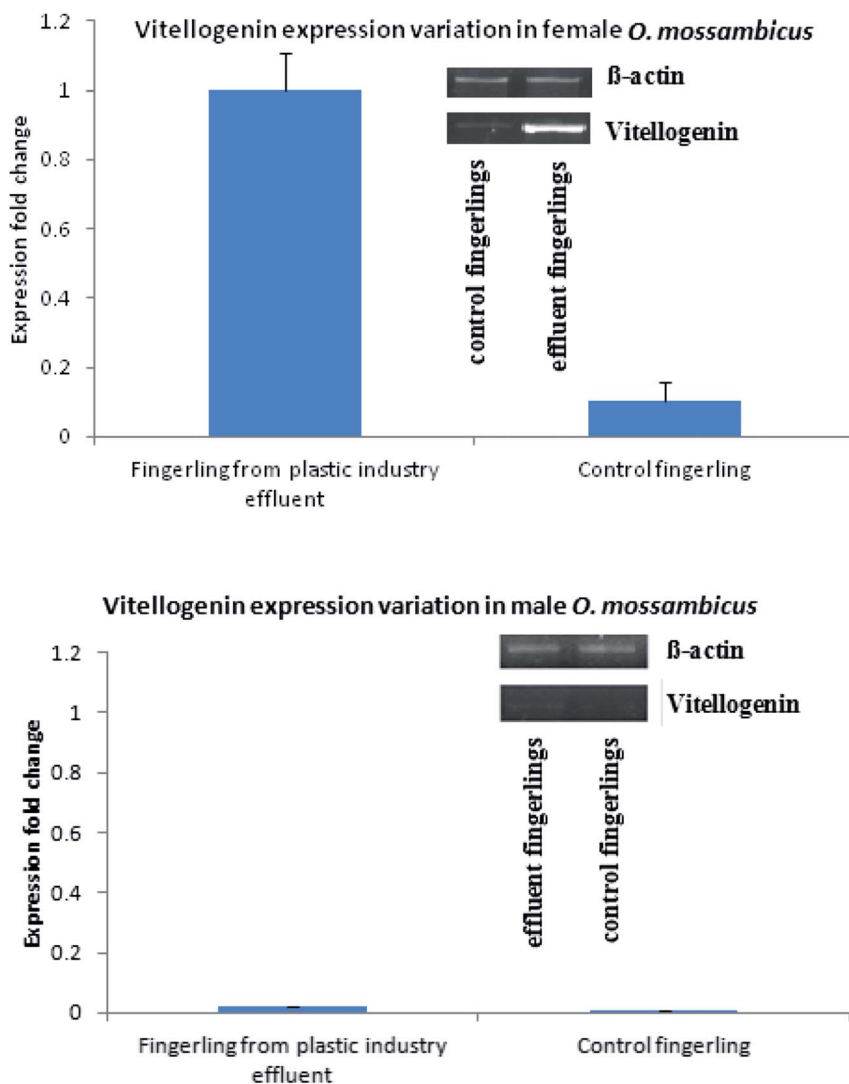 Vitellogenin expression variation in female O. mossambicus
Expression fold change
1.2
1
0.8
0.6
0.4
0.2
0
ß-actin
Vitellogenin
control fingerlings
effluent fingerlings
Fingerling from plastic industry
effluent
Control fingerling
Vitellogenin expression variation in male O. mossambicus
Expression fold change
1.2
1
0.8
0.6
0.4
0.2
0
ß-actin
Vitellogenin
effluent fingerlings
control fingerlings
Fingerling from plastic industry
effluent
Control fingerling